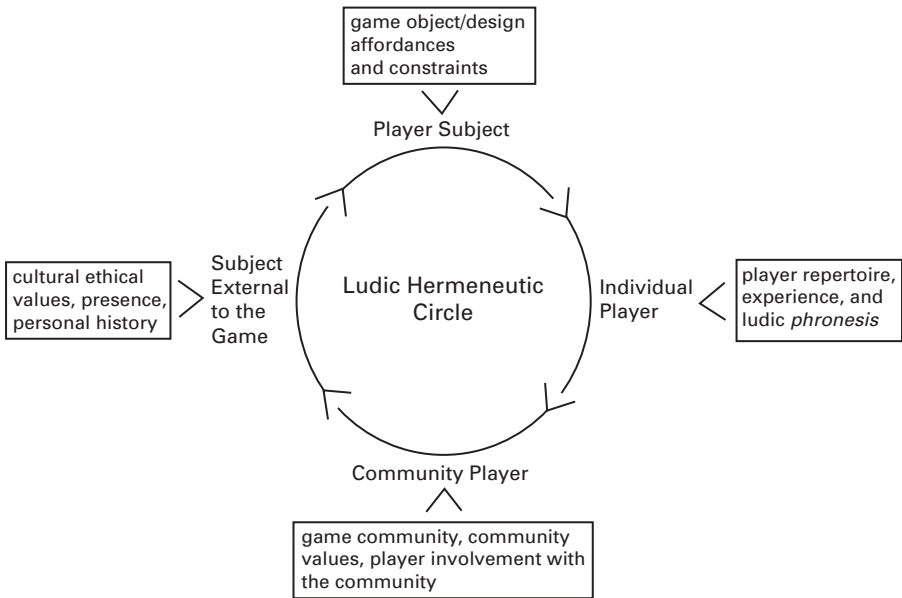 game object/design
affordances
and constraints
Player Subject
cultural ethical
values, presence,
personal history
Subject
External
to the
Game
Ludic Hermeneutic
Circle
Individual
Player
player repertoire,
experience, and
ludic phronesis
Community Player
game community, community
values, player involvement with
the community